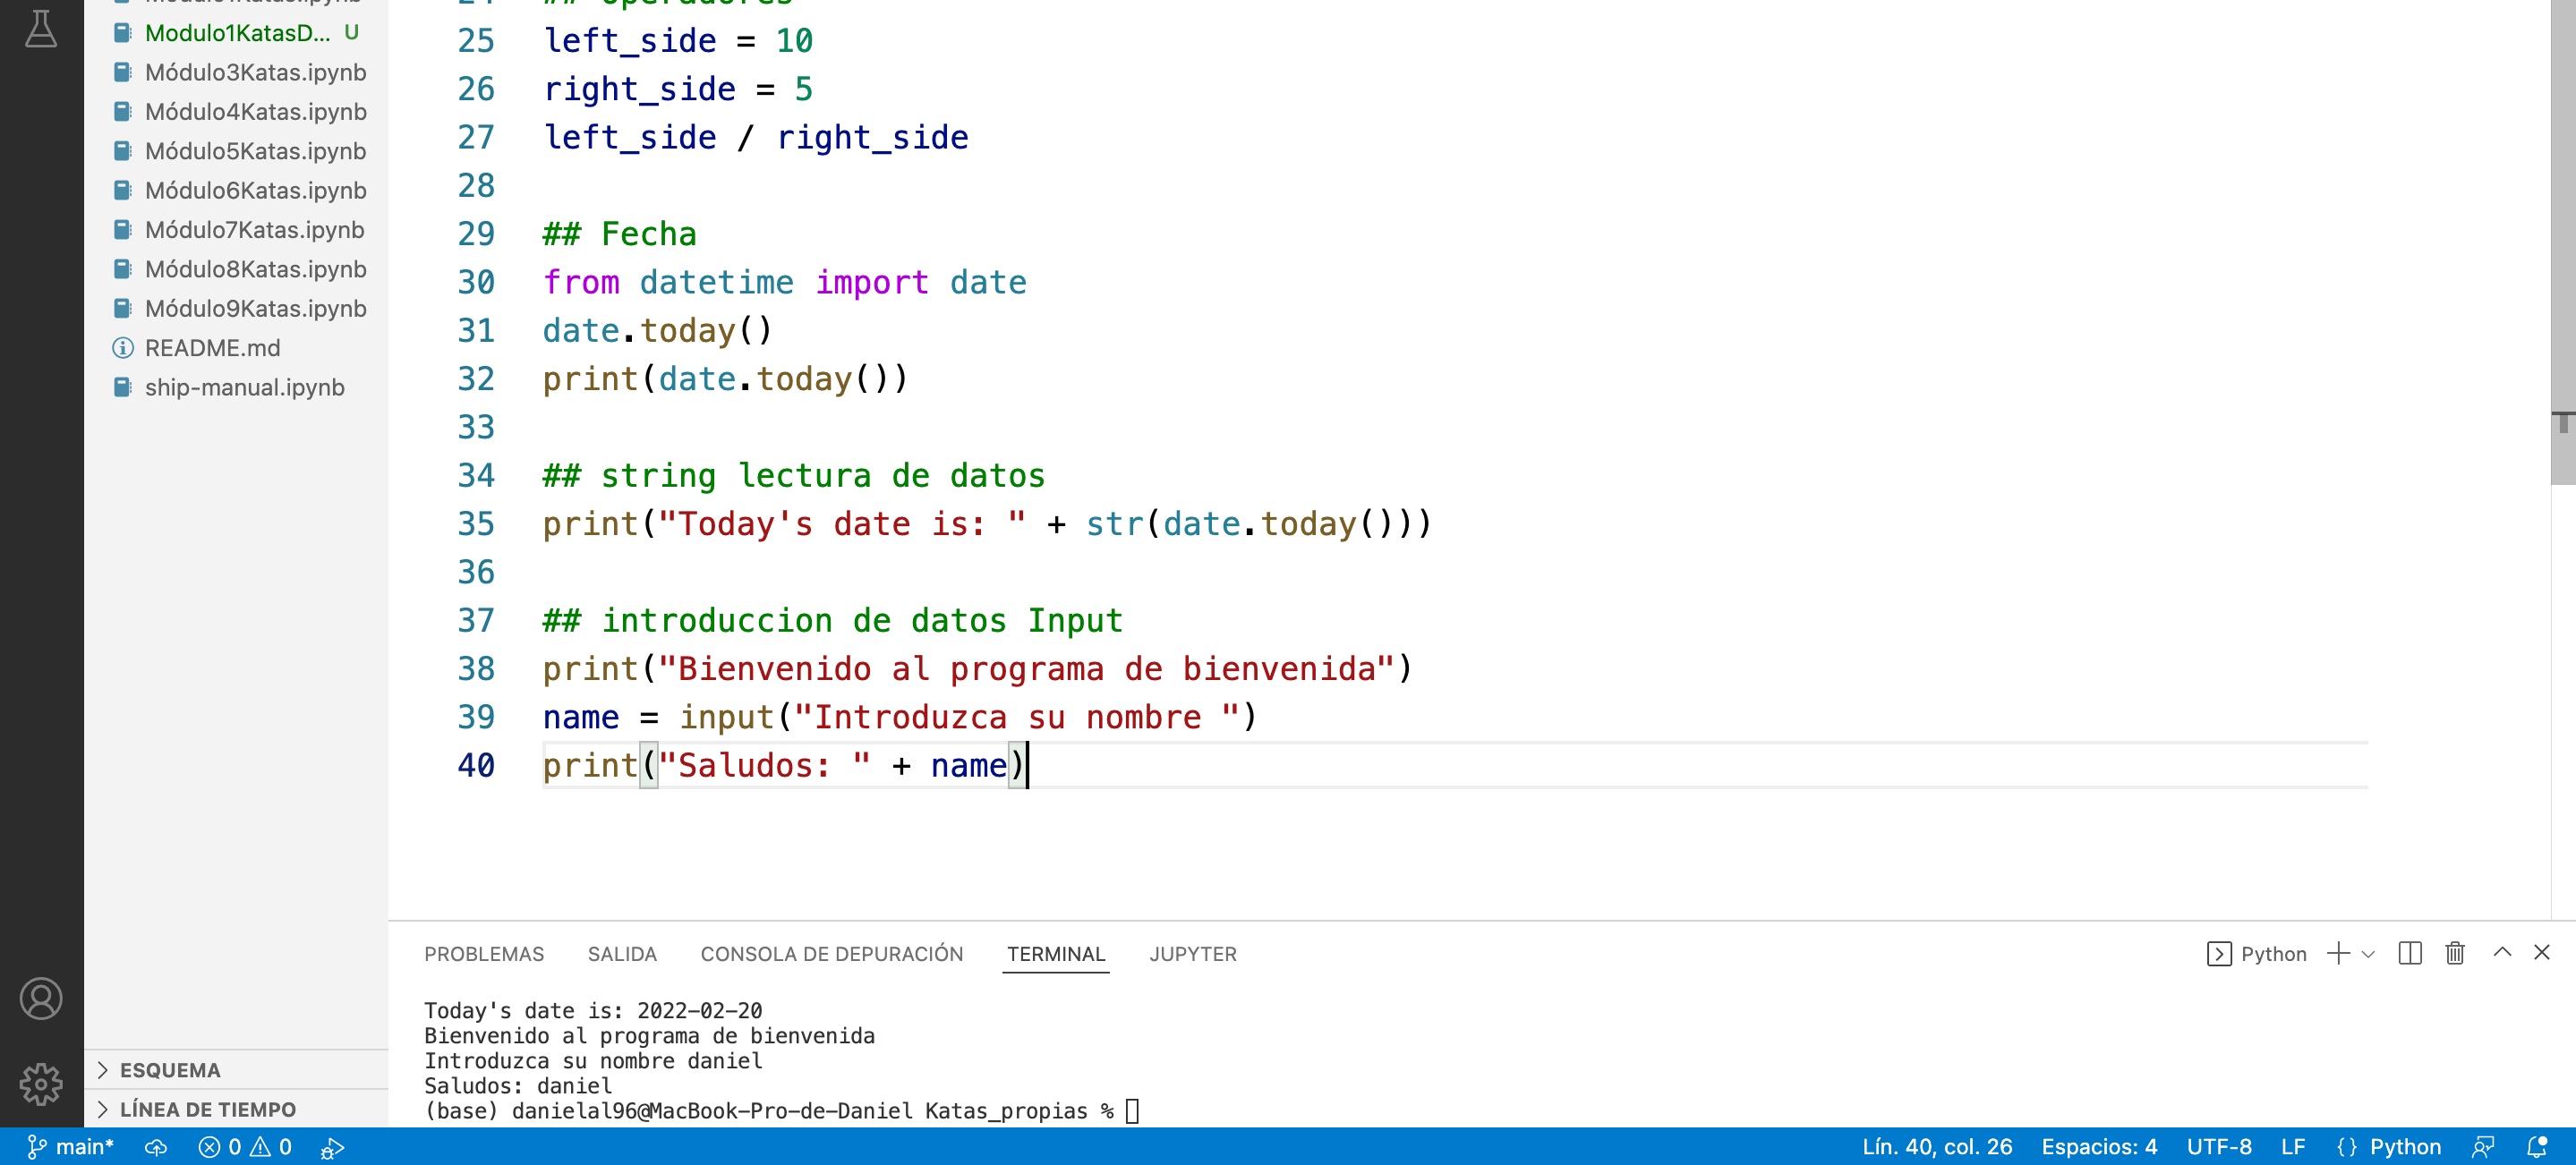 Modulo1KatasD... U
Módulo3Katas.ipynb
Módulo4Katas.ipynb
Módulo5Katas.ipynb
Módulo6Katas.ipynb
Módulo7Katas.ipynb
Módulo8Katas.ipynb
Módulo9Katas.ipynb
README.md
ship-manual.ipynb
ESQUEMA
LÍNEA DE TIEMPO
25 left_side = 10
26 right_side = 5
27 left_side / right_side
28
29 ## Fecha
30 from datetime import date
31 date.today()
32 print(date.today())
33
34 ## string lectura de datos
35 print("Today's date is: " + str(date.today()))
36
37 ## introduccion de datos Input
38 print("Bienvenido al programa de bienvenida")
39 name = input("Introduzca su nombre ")
40 print("Saludos: " + name)
PROBLEMAS SALIDA CONSOLA DE DEPURACIÓN TERMINAL JUPYTER Python
Today's date is: 2022-02-20
Bienvenido al programa de bienvenida
Introduzca su nombre daniel
Saludos: daniel
(base) danielal96@MacBook-Pro-de-Daniel Katas_propias %
main* 0 0 Lín. 40, col. 26 Espacios: 4 UTF-8 LF {} Python